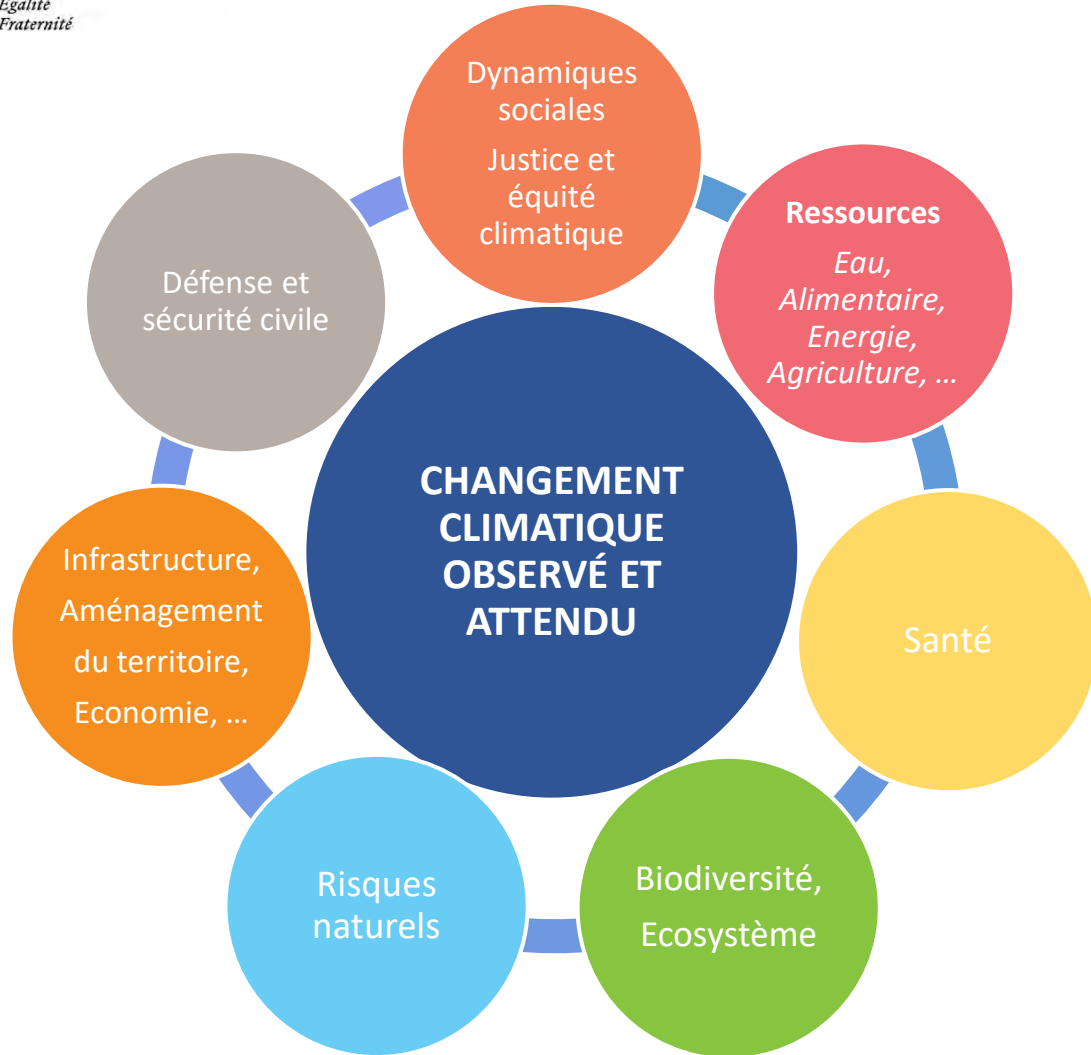 Egalité
Fraternité
Dynamiques
sociales
Justice et
équité
climatique
Ressources
Eau,
Alimentaire,
Energie,
Agriculture, …
Défense et
sécurité civile
CHANGEMENT
CLIMATIQUE
OBSERVÉ ET
ATTENDU
Infrastructure,
Aménagement
du territoire,
Economie, …
Santé
Risques
naturels
Biodiversité,
Ecosystème